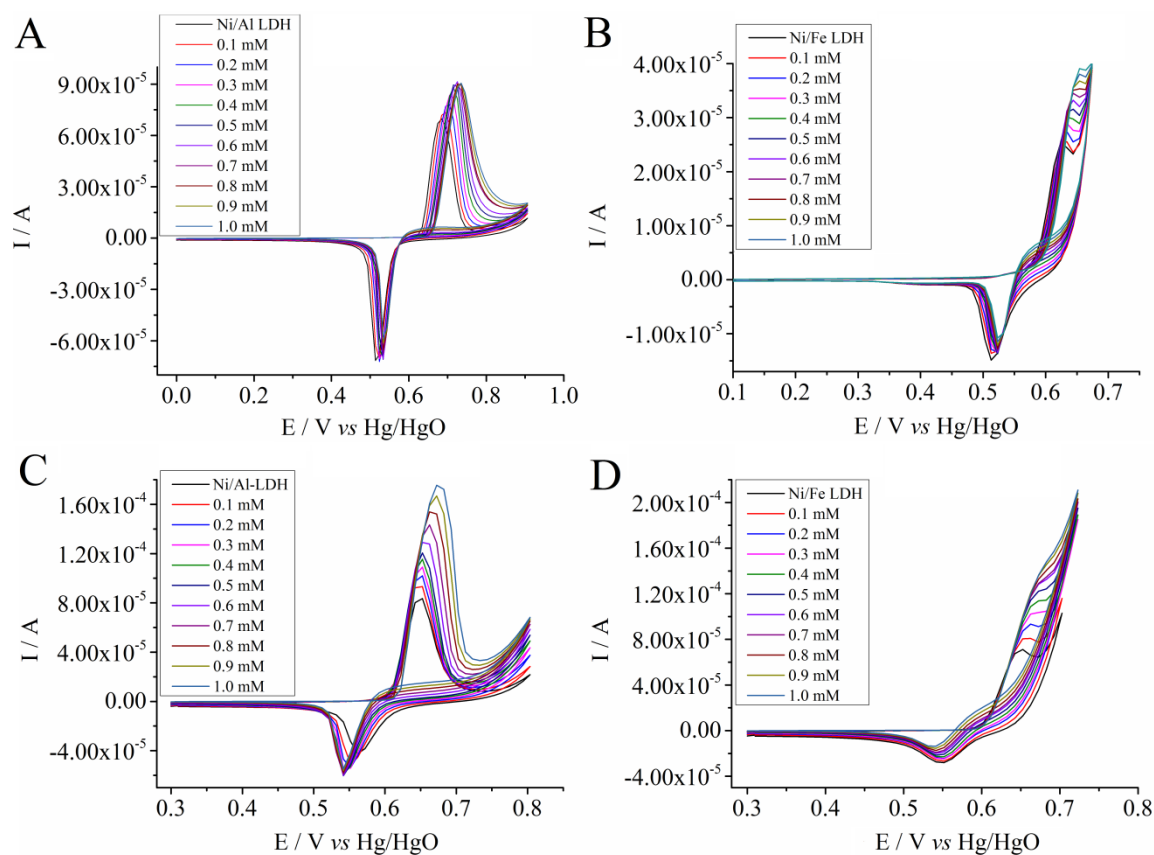 A
Ni/Al LDH
0.1 mM
0.2 mM
0.3 mM
0.4 mM
0.5 mM
0.6 mM
0.7 mM
0.8 mM
0.9 mM
1.0 mM
9.00x10⁻⁵
6.00x10⁻⁵
3.00x10⁻⁵
0.00
-3.00x10⁻⁵
-6.00x10⁻⁵
I / A
0.0 0.2 0.4 0.6 0.8 1.0
E / V vs Hg/HgO
B
Ni/Fe LDH
0.1 mM
0.2 mM
0.3 mM
0.4 mM
0.5 mM
0.6 mM
0.7 mM
0.8 mM
0.9 mM
1.0 mM
4.00x10⁻⁵
3.00x10⁻⁵
2.00x10⁻⁵
1.00x10⁻⁵
0.00
-1.00x10⁻⁵
I / A
0.1 0.2 0.3 0.4 0.5 0.6 0.7
E / V vs Hg/HgO
C
Ni/Al-LDH
0.1 mM
0.2 mM
0.3 mM
0.4 mM
0.5 mM
0.6 mM
0.7 mM
0.8 mM
0.9 mM
1.0 mM
1.60x10⁻⁴
1.20x10⁻⁴
8.00x10⁻⁵
4.00x10⁻⁵
0.00
-4.00x10⁻⁵
I / A
0.3 0.4 0.5 0.6 0.7 0.8
E / V vs Hg/HgO
D
Ni/Fe LDH
0.1 mM
0.2 mM
0.3 mM
0.4 mM
0.5 mM
0.6 mM
0.7 mM
0.8 mM
0.9 mM
1.0 mM
2.00x10⁻⁴
1.60x10⁻⁴
1.20x10⁻⁴
8.00x10⁻⁵
4.00x10⁻⁵
0.00
-4.00x10⁻⁵
I / A
0.3 0.4 0.5 0.6 0.7 0.8
E / V vs Hg/HgO